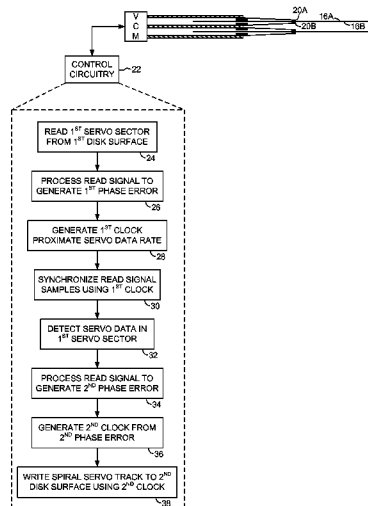 20A
16A
V
C
M
20B
16B
CONTROL
CIRCUITRY
22
READ 1ST SERVO SECTOR
FROM 1ST DISK SURFACE
24
PROCESS READ SIGNAL TO
GENERATE 1ST PHASE ERROR
26
GENERATE 1ST CLOCK
PROXIMATE SERVO DATA RATE
28
SYNCHRONIZE READ SIGNAL
SAMPLES USING 1ST CLOCK
30
DETECT SERVO DATA IN
1ST SERVO SECTOR
32
PROCESS READ SIGNAL TO
GENERATE 2ND PHASE ERROR
34
GENERATE 2ND CLOCK FROM
2ND PHASE ERROR
36
WRITE SPIRAL SERVO TRACK TO 2ND
DISK SURFACE USING 2ND CLOCK
38